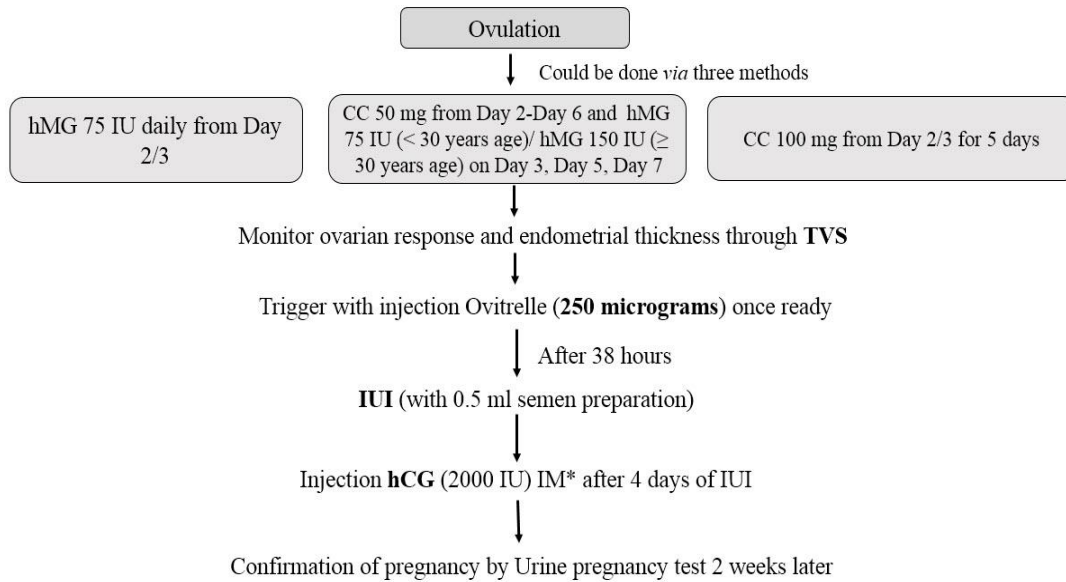 Ovulation
Could be done via three methods
hMG 75 IU daily from Day
2/3
CC 50 mg from Day 2-Day 6 and hMG
75 IU (< 30 years age)/ hMG 150 IU (≥
30 years age) on Day 3, Day 5, Day 7
CC 100 mg from Day 2/3 for 5 days
Monitor ovarian response and endometrial thickness through TVS
Trigger with injection Ovitrelle (250 micrograms) once ready
After 38 hours
IUI (with 0.5 ml semen preparation)
Injection hCG (2000 IU) IM* after 4 days of IUI
Confirmation of pregnancy by Urine pregnancy test 2 weeks later